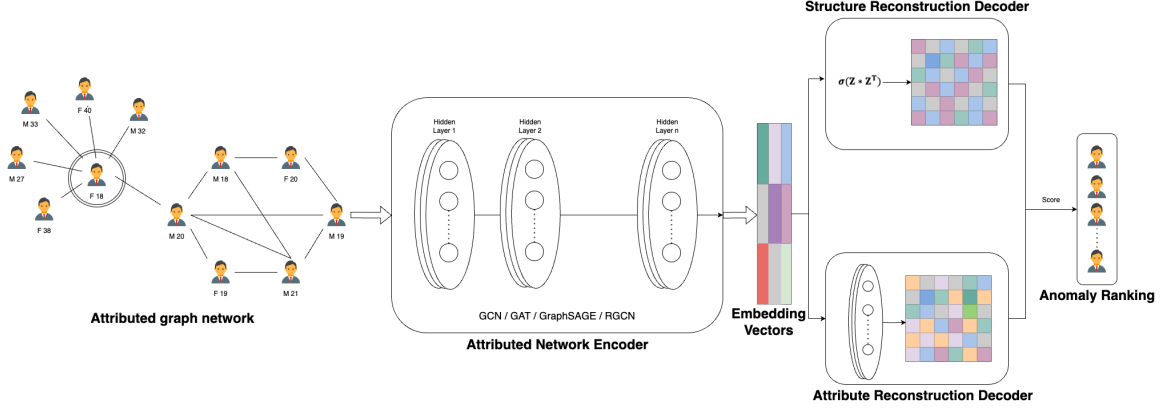 Structure Reconstruction Decoder
σ(Z * Zᵀ)
F 40
M 33
M 32
M 27
F 18
F 38
M 18
F 20
M 20
M 19
F 19
M 21
Attributed graph network
Hidden
Layer 1
Hidden
Layer 2
Hidden
Layer n
GCN / GAT / GraphSAGE / RGCN
Attributed Network Encoder
Embedding
Vectors
Score
Anomaly Ranking
Attribute Reconstruction Decoder